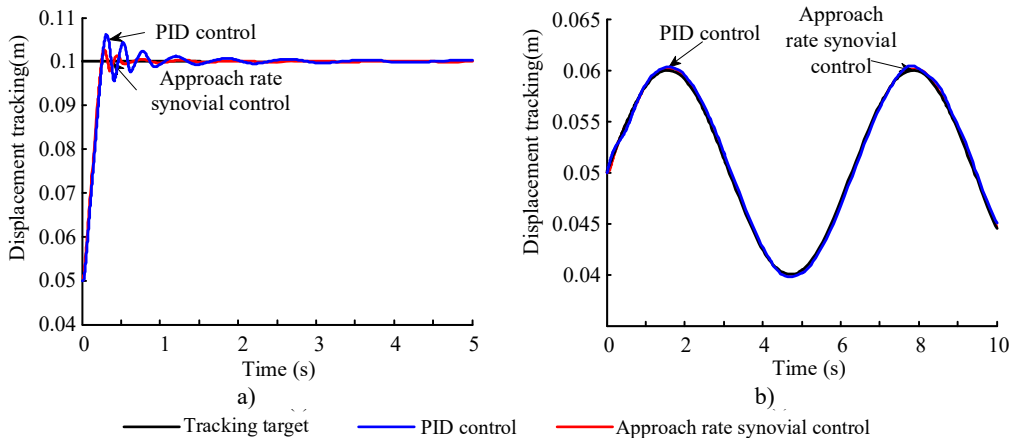 0.11
0.1
0.090
0.08
0.07
0.06
0.05
0.04
Displacement tracking(m)
PID control
Approach rate
synovial control
0 1 2 3 4 5
Time (s)
a)
0.065
0.06
0.055
0.05
0.045
0.04
Displacement tracking(m)
PID control
Approach
rate synovial
control
0 2 4 6 8 10
Time (s)
b)
Tracking target PID control Approach rate synovial control